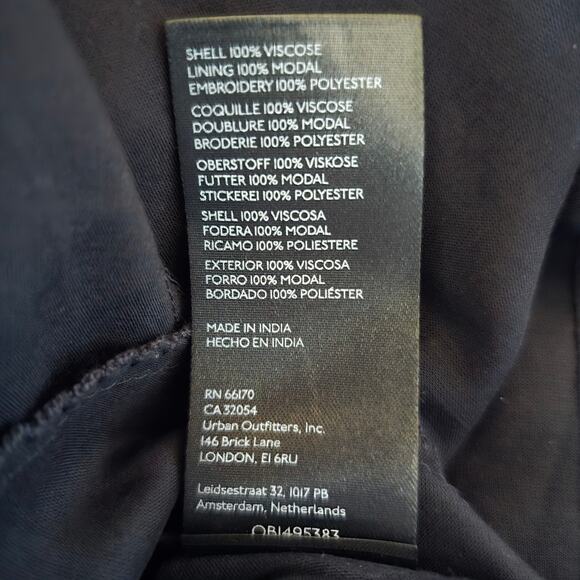 SHELL 100% VISCOSE
LINING 100% MODAL
EMBROIDERY 100% POLYESTER
COQUILLE 100% VISCOSE
DOUBLURE 100% MODAL
BRODERIE 100% POLYESTER
OBERSTOFF 100% VISKOSE
FUTTER 100% MODAL
STICKEREI 100% POLYESTER
SHELL 100% VISCOSA
FODERA 100% MODAL
RICAMO 100% POLIESTERE
EXTERIOR 100% VISCOSA
FORRO 100% MODAL
BORDADO 100% POLIÉSTER
MADE IN INDIA
HECHO EN INDIA
RN 66170
CA 32054
Urban Outfitters, Inc.
146 Brick Lane
LONDON, E1 6RU
Leidsestraat 32, 1017 PB
Amsterdam, Netherlands
OB1495383